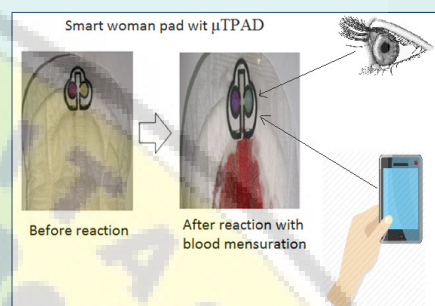 Smart woman pad wit µTPAD
Before reaction
After reaction with
blood mensuration